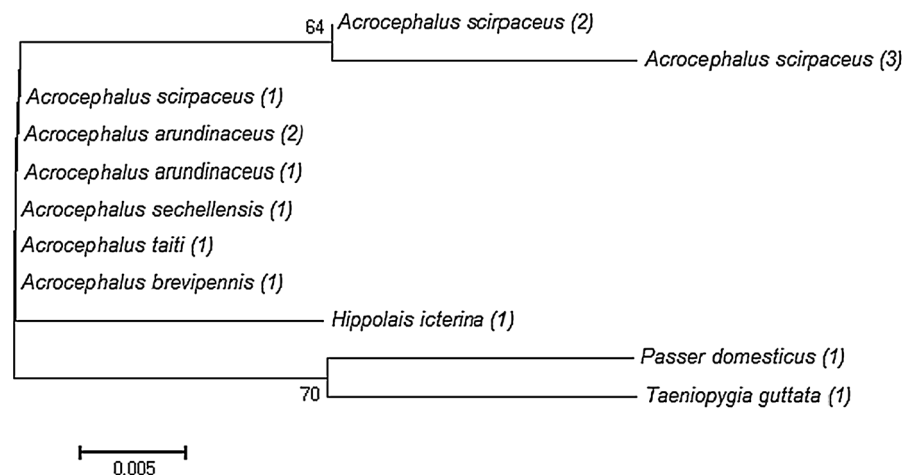 64
Acrocephalus scirpaceus (2)
Acrocephalus scirpaceus (3)
Acrocephalus scirpaceus (1)
Acrocephalus arundinaceus (2)
Acrocephalus arundinaceus (1)
Acrocephalus sechellensis (1)
Acrocephalus taiti (1)
Acrocephalus brevipennis (1)
Hippolais icterina (1)
Passer domesticus (1)
70
Taeniopygia guttata (1)
0.005